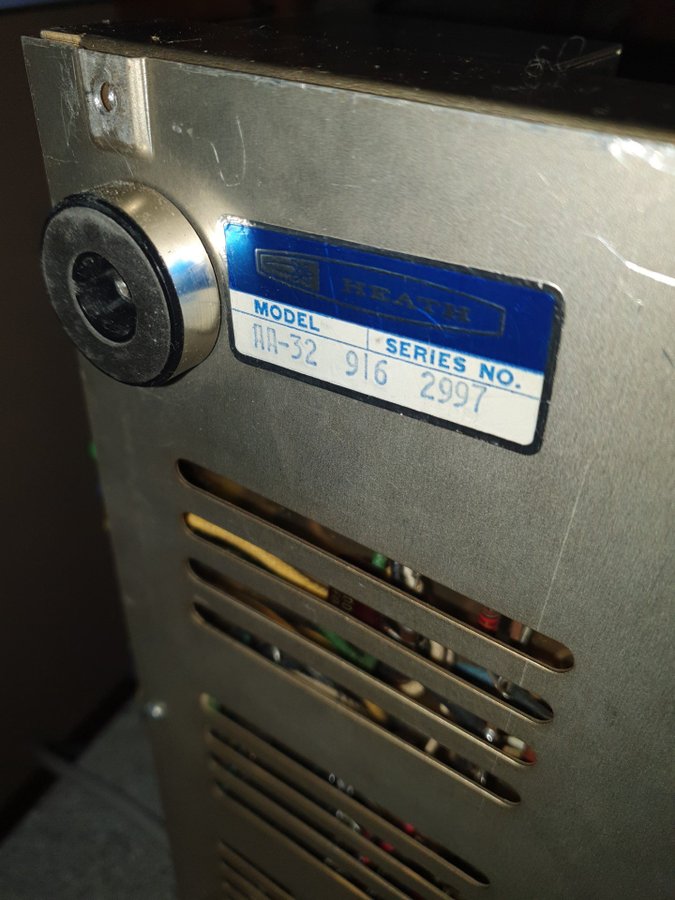 HEATH
MODEL SERIES NO.
AA-32 916 2997